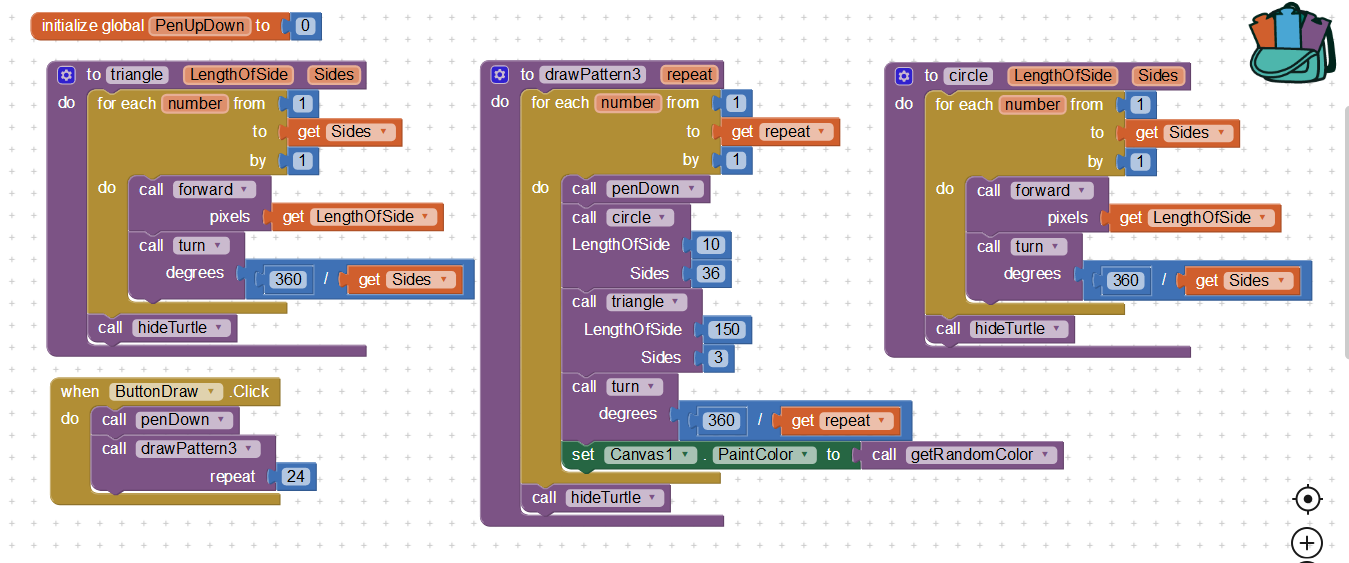 initialize global PenUpDown to 0
to triangle LengthOfSide Sides
do for each number from 1
to get Sides
by 1
do call forward
pixels get LengthOfSide
call turn
degrees 360 / get Sides
call hideTurtle
when ButtonDraw .Click
do call penDown
call drawPattern3
repeat 24
to drawPattern3 repeat
do for each number from 1
to get repeat
by 1
do call penDown
call circle
LengthOfSide 10
Sides 36
call triangle
LengthOfSide 150
Sides 3
call turn
degrees 360 / get repeat
set Canvas1 . PaintColor to call getRandomColor
call hideTurtle
to circle LengthOfSide Sides
do for each number from 1
to get Sides
by 1
do call forward
pixels get LengthOfSide
call turn
degrees 360 / get Sides
call hideTurtle